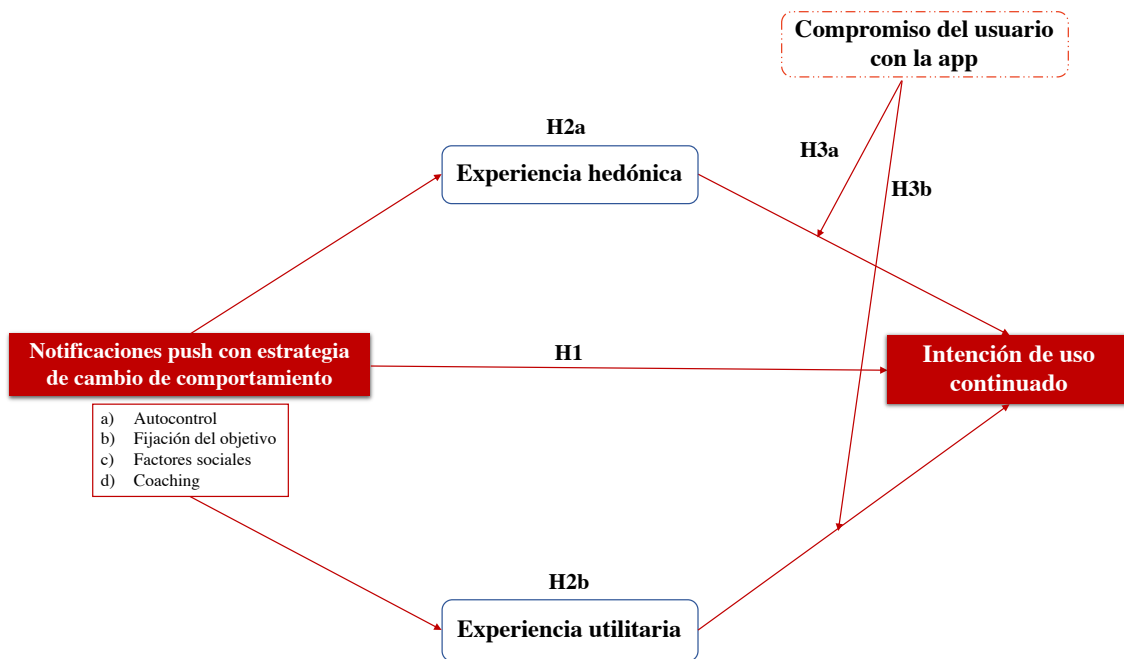 Compromiso del usuario
con la app
H2a
H3a
Experiencia hedónica
H3b
Notificaciones push con estrategia
de cambio de comportamiento
H1
Intención de uso
continuado
a) Autocontrol
b) Fijación del objetivo
c) Factores sociales
d) Coaching
H2b
Experiencia utilitaria